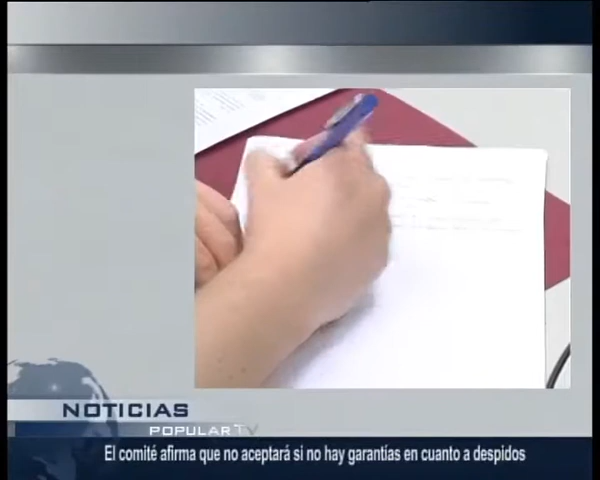 NOTICIAS
POPULAR TV
El comité afirma que no aceptará si no hay garantías en cuanto a despidos